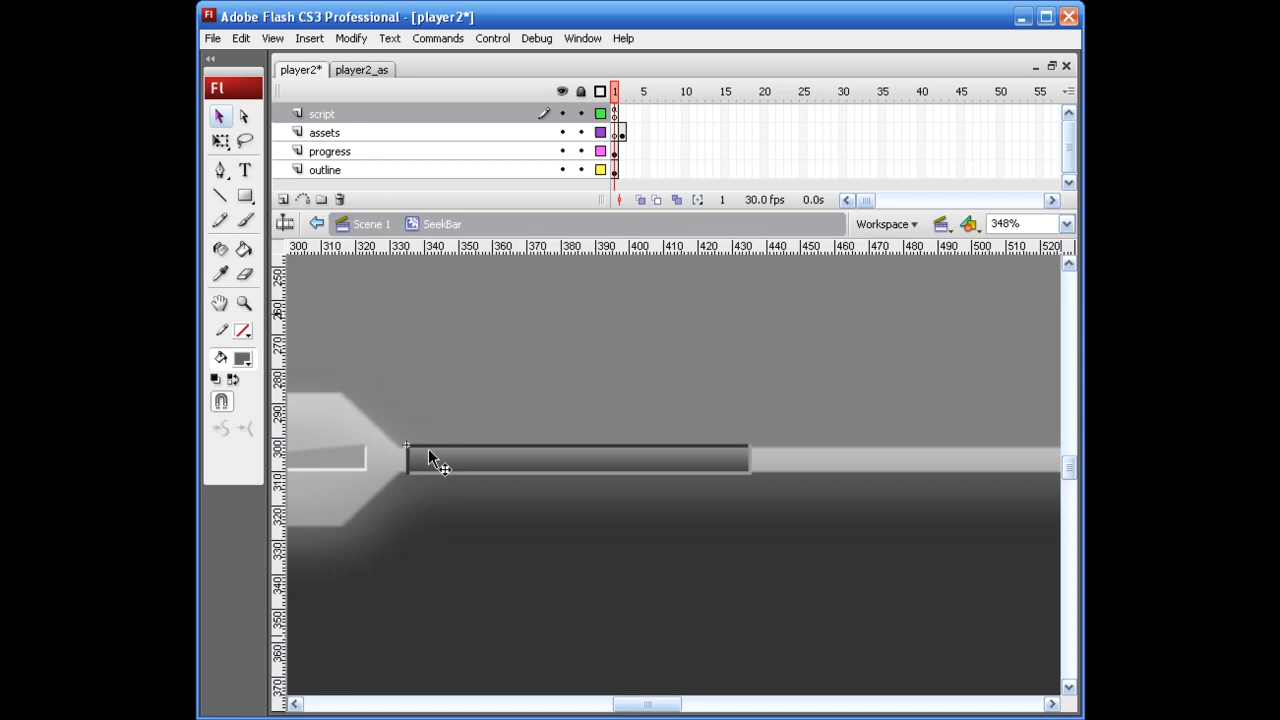 Adobe Flash CS3 Professional - [player2*]
File Edit View Insert Modify Text Commands Control Debug Window Help
player2* player2_as
Fl
1 5 10 15 20 25 30 35 40 45 50 55
script
assets
progress
outline
1 30.0 fps 0.0s
Scene 1 SeekBar Workspace 348%
300 310 320 330 340 350 360 370 380 390 400 410 420 430 440 450 460 470 480 490 500 510 520
250
260
270
280
290
300
310
320
330
340
350
360
370